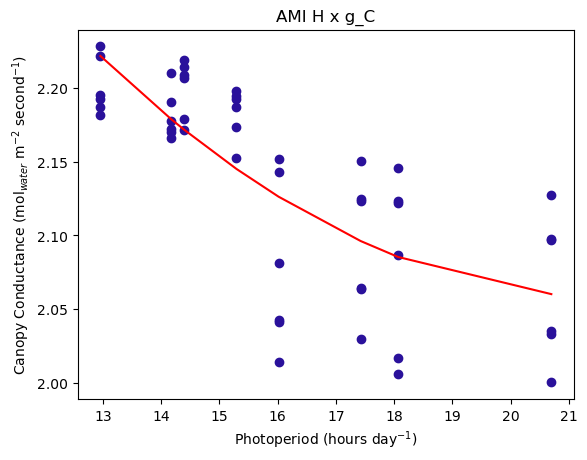 AMI H x g_C
Canopy Conductance (mol_{water} m^{-2} second^{-1})
2.20
2.15
2.10
2.05
2.00
13 14 15 16 17 18 19 20 21
Photoperiod (hours day^{-1})